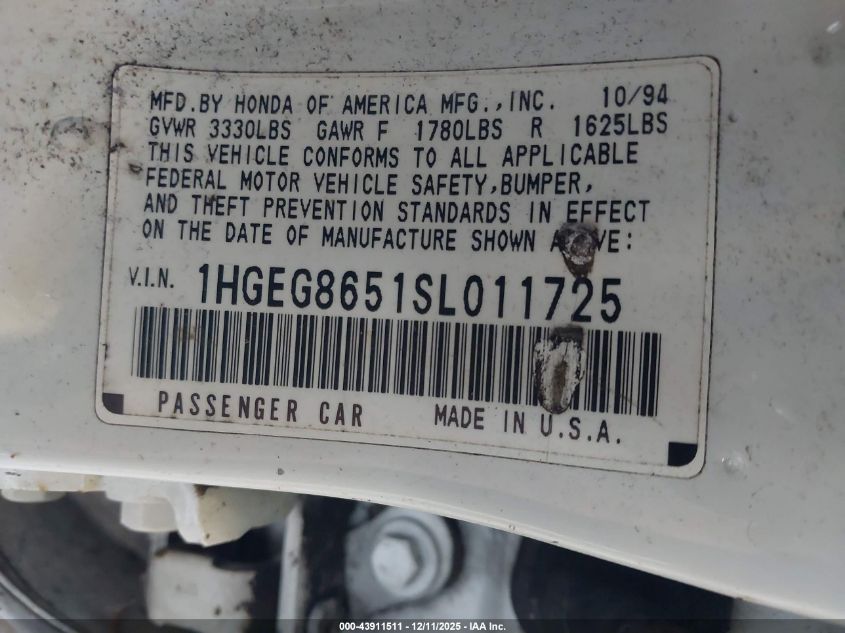 MFD.BY HONDA OF AMERICA MFG.,INC. 10/94
GVWR 3330LBS GAWR F 1780LBS R 1625LBS
THIS VEHICLE CONFORMS TO ALL APPLICABLE
FEDERAL MOTOR VEHICLE SAFETY,BUMPER,
AND THEFT PREVENTION STANDARDS IN EFFECT
ON THE DATE OF MANUFACTURE SHOWN
V.I.N. 1HGEG8651SL011725
PASSENGER CAR MADE IN U.S.A.
000-43911511 - 12/11/2025 - IAA Inc.